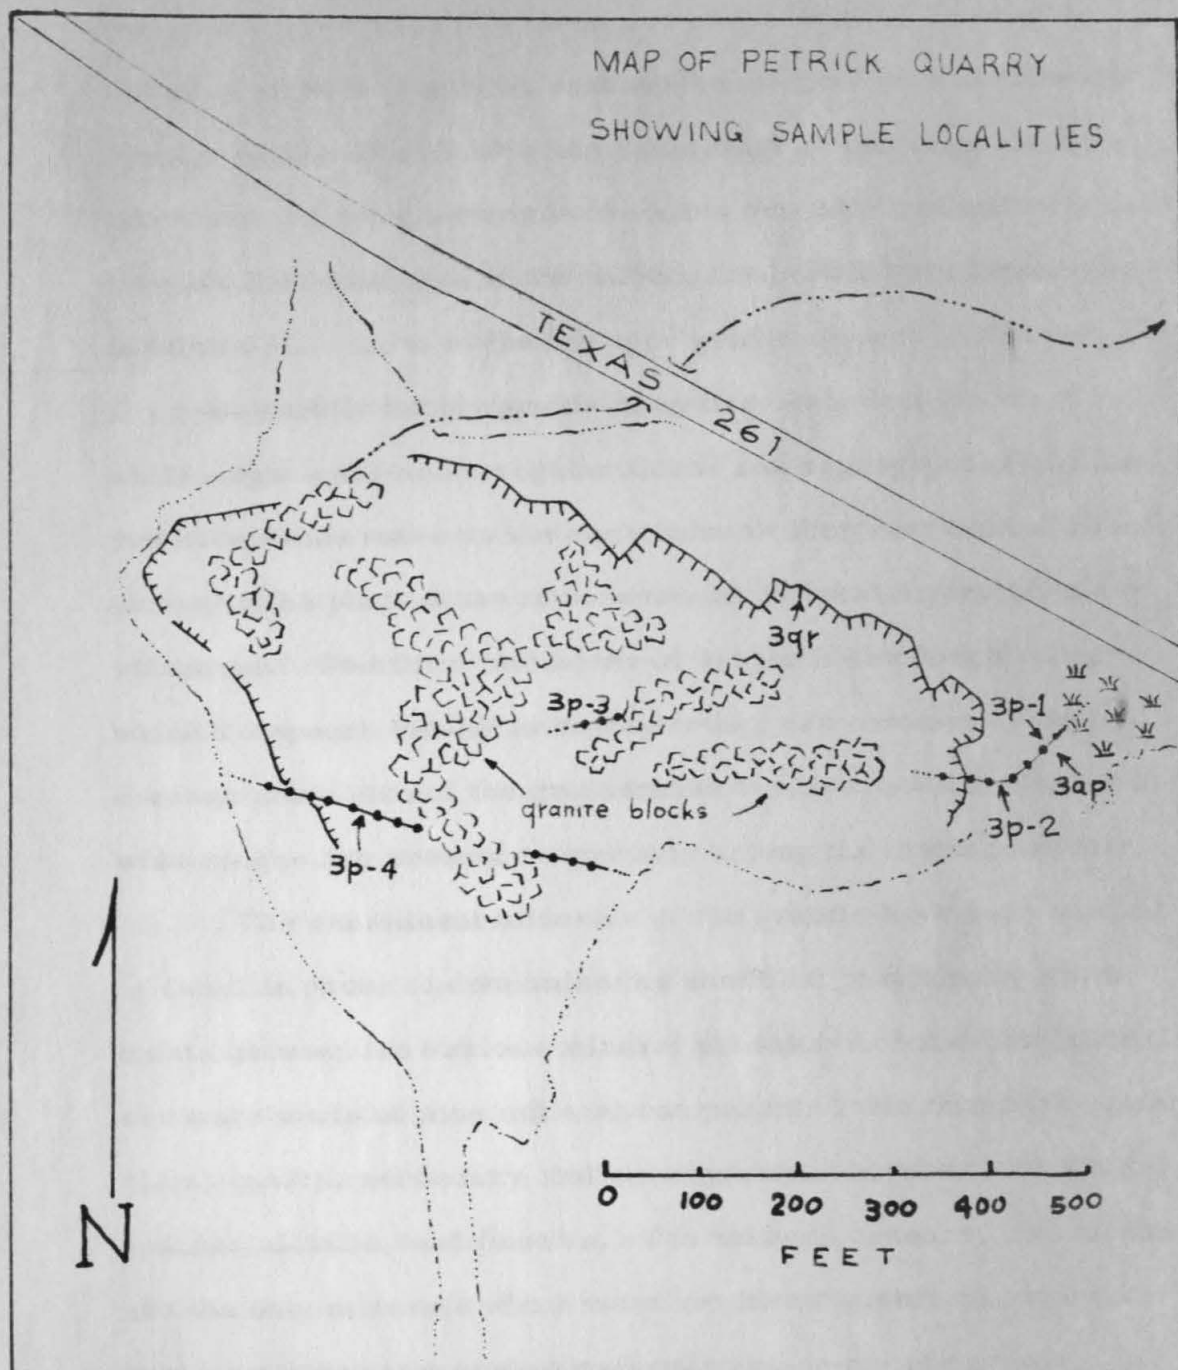 MAP OF PETRICK QUARRY
SHOWING SAMPLE LOCALITIES
TEXAS 261
3gr
3p-3
3p-1
3ap
granite blocks
3p-2
3p-4
0 100 200 300 400 500
FEET
N